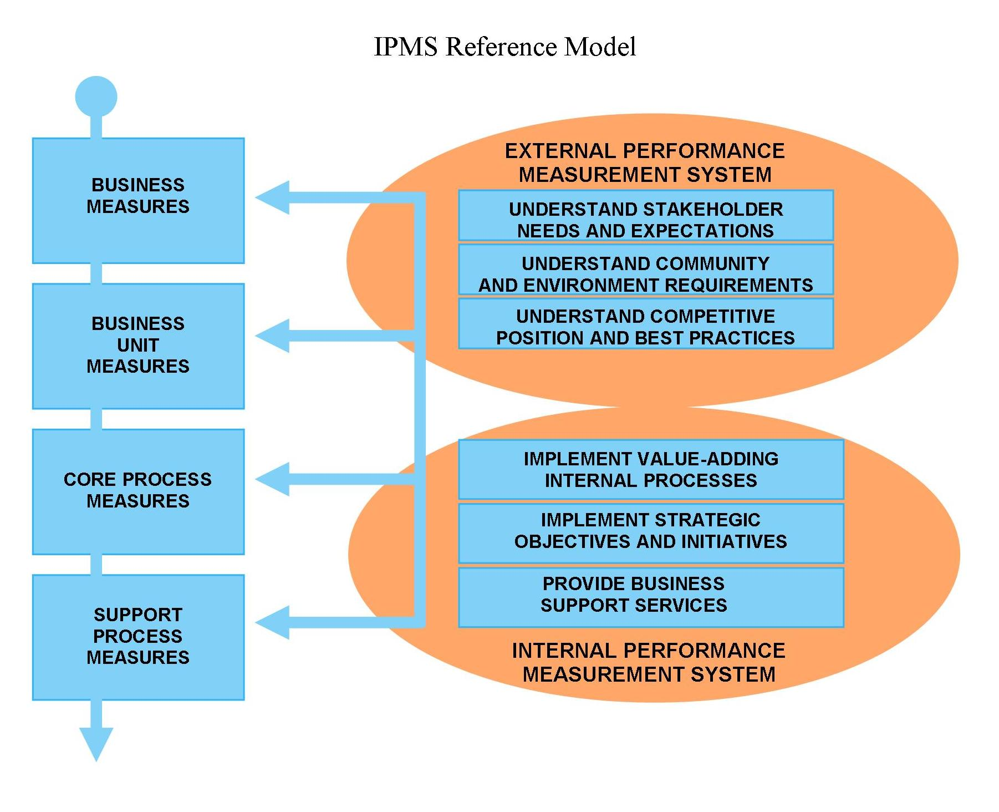 IPMS Reference Model
BUSINESS
MEASURES
BUSINESS
UNIT
MEASURES
CORE PROCESS
MEASURES
SUPPORT
PROCESS
MEASURES
EXTERNAL PERFORMANCE
MEASUREMENT SYSTEM
UNDERSTAND STAKEHOLDER
NEEDS AND EXPECTATIONS
UNDERSTAND COMMUNITY
AND ENVIRONMENT REQUIREMENTS
UNDERSTAND COMPETITIVE
POSITION AND BEST PRACTICES
IMPLEMENT VALUE-ADDING
INTERNAL PROCESSES
IMPLEMENT STRATEGIC
OBJECTIVES AND INITIATIVES
PROVIDE BUSINESS
SUPPORT SERVICES
INTERNAL PERFORMANCE
MEASUREMENT SYSTEM